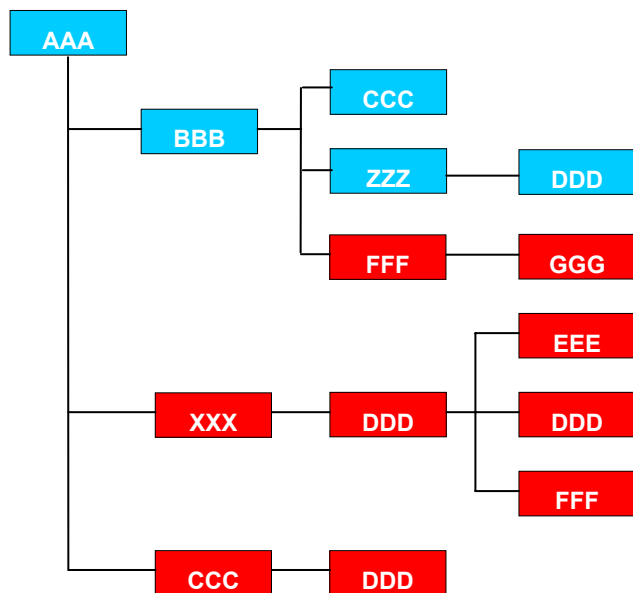 AAA
CCC
BBB
ZZZ
DDD
FFF
GGG
EEE
XXX
DDD
DDD
FFF
CCC
DDD